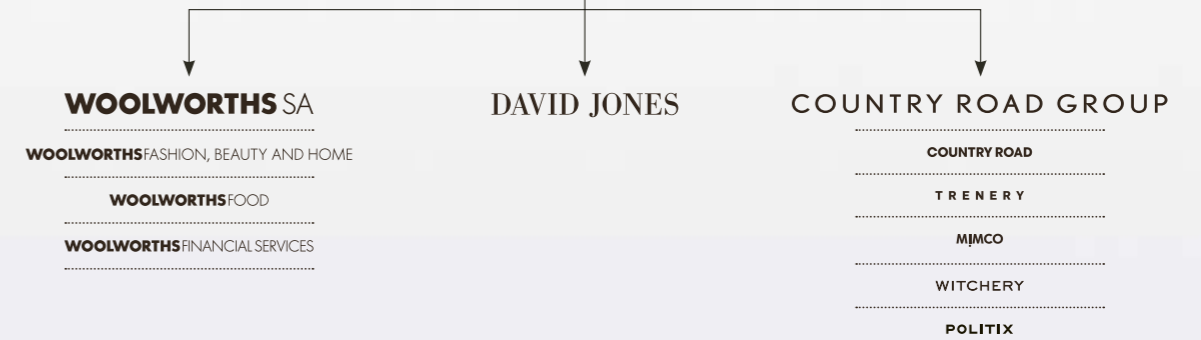 WOOLWORTHS SA
WOOLWORTHS FASHION, BEAUTY AND HOME
WOOLWORTHS FOOD
WOOLWORTHS FINANCIAL SERVICES
DAVID JONES
COUNTRY ROAD GROUP
COUNTRY ROAD
TRENERY
MIMCO
WITCHERY
POLITIX